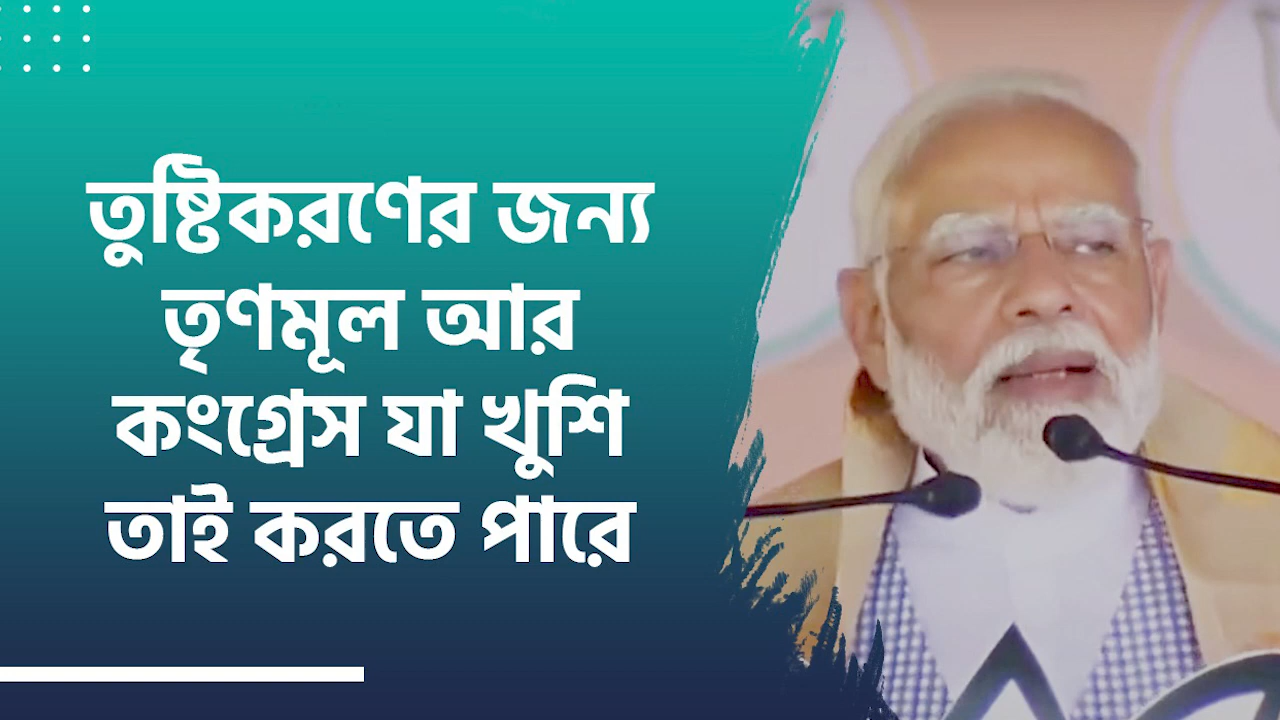 তুষ্টিকরণের জন্য
তৃণমূল আর
কংগ্রেস যা খুশি
তাই করতে পারে